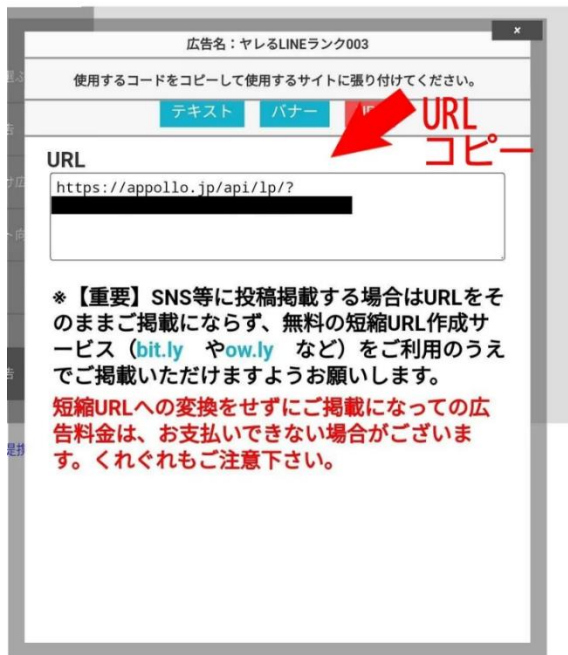 x
広告名：ヤレるLINEランク003
使用するコードをコピーして使用するサイトに張り付けてください。
テキスト
バナー
URL
コピー
URL
https://appollo.jp/api/lp/?
※【重要】SNS等に投稿掲載する場合はURLをそ
のままご掲載にならず、無料の短縮URL作成サ
ービス（bit.ly　やow.ly　など）をご利用のうえ
でご掲載いただけますようお願いします。
短縮URLへの変換をせずにご掲載になっての広
告料金は、お支払いできない場合がございま
す。くれぐれもご注意下さい。